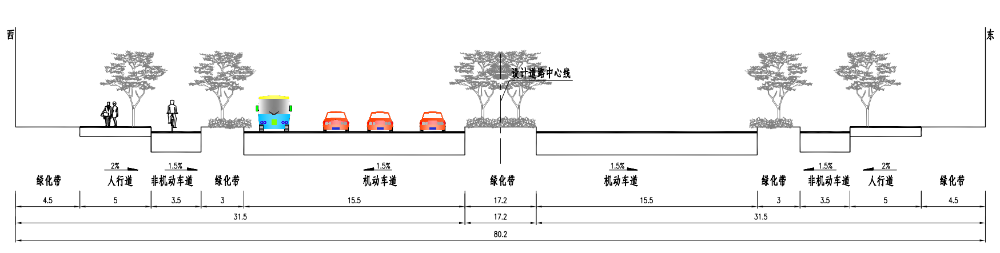 西
东
设计道路中心线
2% 1.5% 1.5% 1.5% 1.5% 2%
绿化带 人行道 非机动车道 绿化带 机动车道 绿化带 机动车道 绿化带 非机动车道 人行道 绿化带
4.5 5 3.5 3 15.5 17.2 15.5 3 3.5 5 4.5
31.5 17.2 31.5
80.2